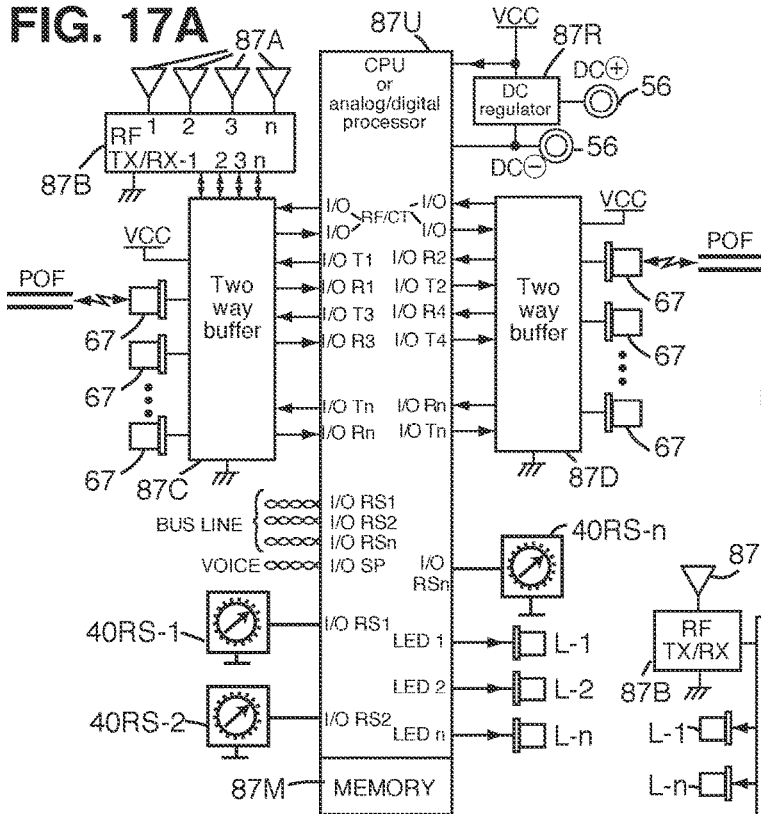 FIG. 17A
87A
1 2 3 n
RF
TX/RX-1 2 3 n
87B
87U
CPU
or
analog/digital
processor
VCC
87R
DC
regulator
DC⊕
56
DC⊖
56
VCC
POF
67
67
67
Two
way
buffer
87C
I/O
I/O
RF/CT
I/O T1
I/O R1
I/O T3
I/O R3
I/O Tn
I/O Rn
I/O
I/O
I/O R2
I/O T2
I/O R4
I/O T4
I/O Rn
I/O Tn
Two
way
buffer
87D
VCC
POF
67
67
67
BUS LINE
I/O RS1
I/O RS2
I/O RSn
VOICE
I/O SP
40RS-1
I/O RS1
40RS-2
I/O RS2
I/O
RSn
40RS-n
LED 1
L-1
LED 2
L-2
LED n
L-n
87M
MEMORY
87
RF
TX/RX
87B
L-1
L-n